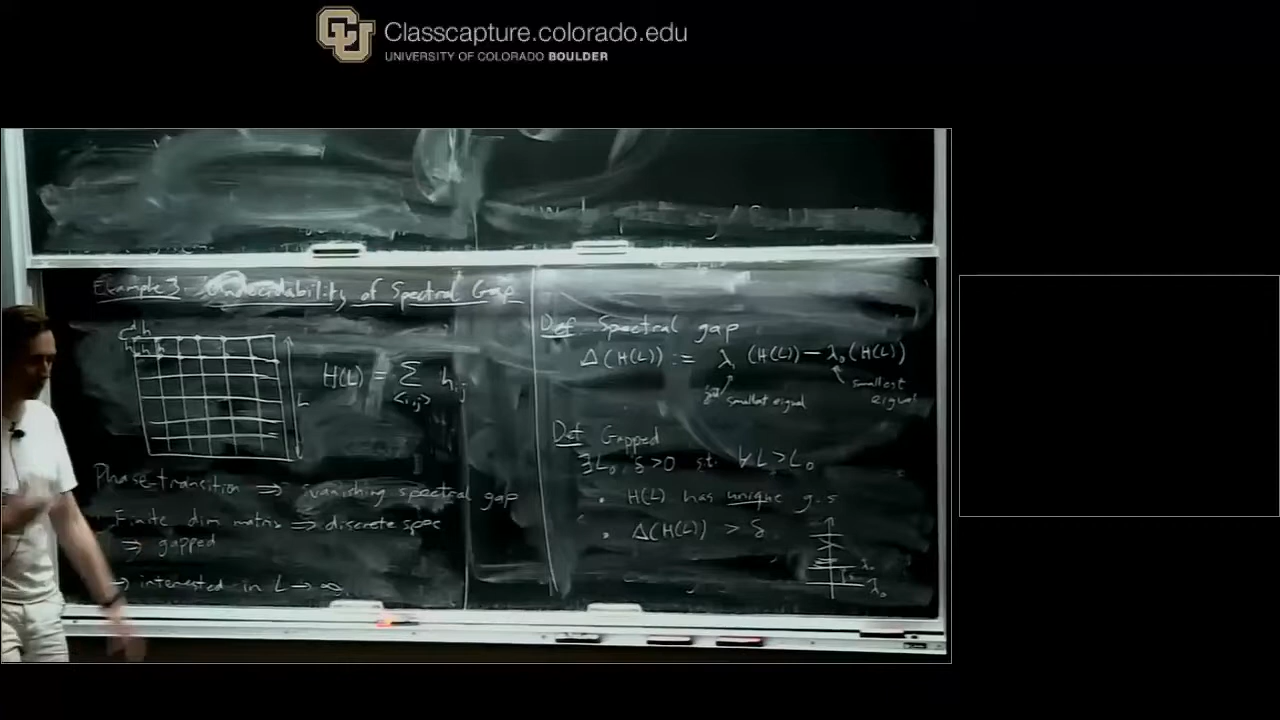 CU
Classcapture.colorado.edu
UNIVERSITY OF COLORADO BOULDER
Example 3 Undecidability of Spectral Gap
H(L) = Σ h_ij
<i,j>
L
Phase-transition ⇒ vanishing spectral gap
Finite dim matrix ⇒ discrete spec
⇒ gapped
→ interested in L → ∞
Def Spectral gap
Δ(H(L)) := λ (H(L)) − λ₀(H(L))
smallest eigval
smallest
eigval
Def Gapped
∃L₀, δ>0 s.t. ∀L>L₀
• H(L) has unique g.s
• Δ(H(L)) > δ
λ₀